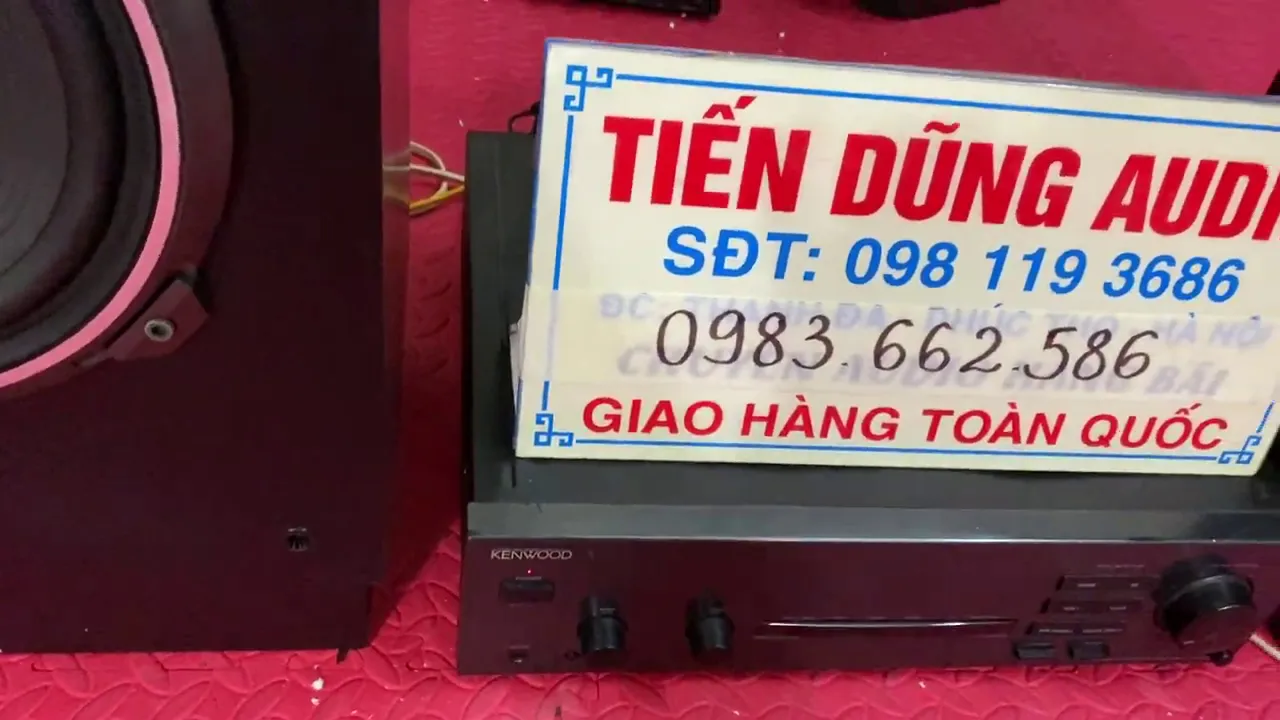 TIẾN DŨNG AUDI
SĐT: 098 119 3686
0983.662.586
GIAO HÀNG TOÀN QUỐC
KENWOOD